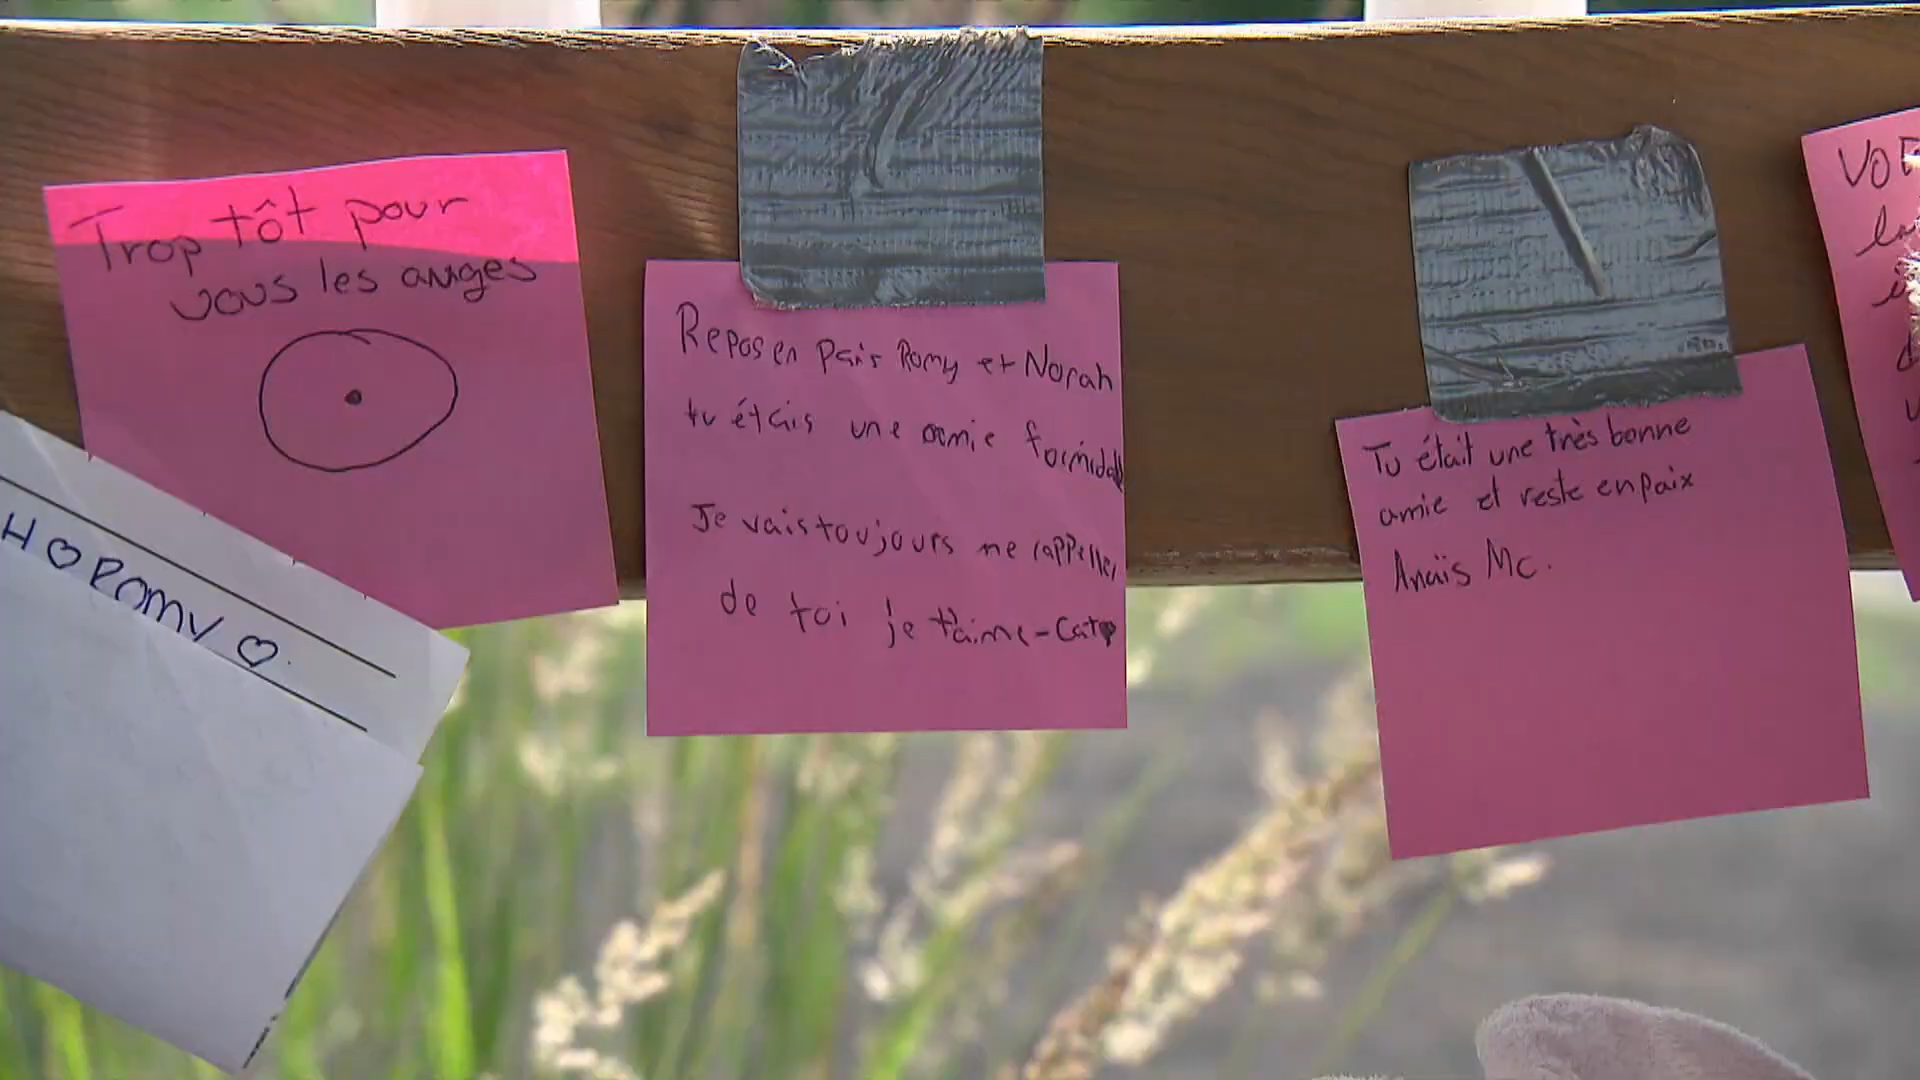 Trop tôt pour
vous les anges
H ♡ ROMY ♡
Repos en pais Romy et Norah
tu étais une amie formidabl
Je vais toujours me rappeller
de toi je t'aime - Cat
Tu était une très bonne
amie et reste en paix
Anaïs Mc.